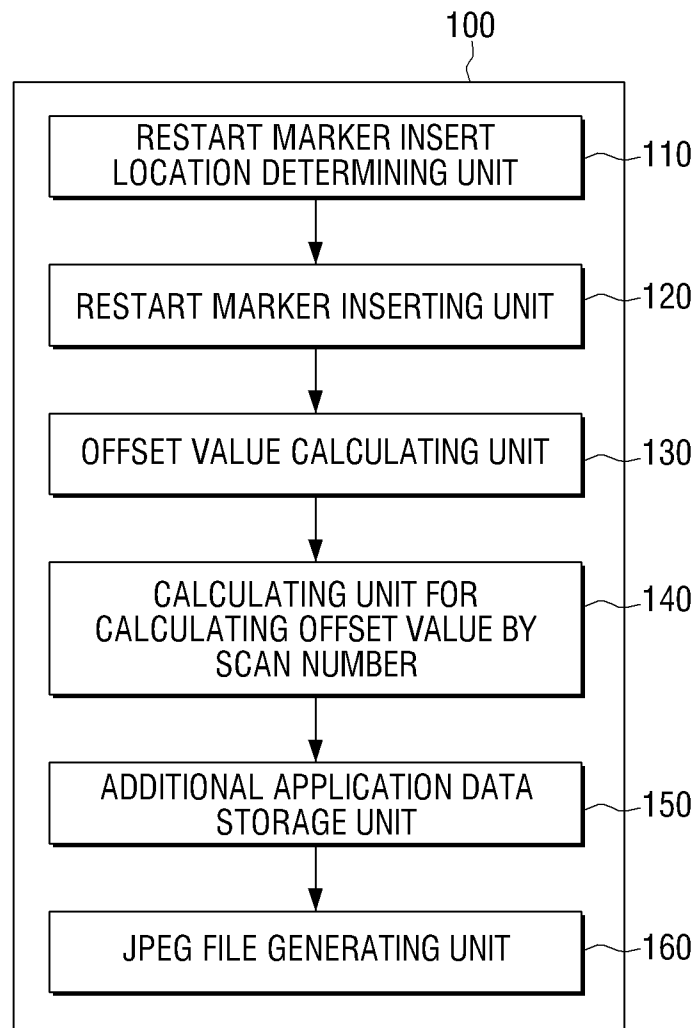 100
RESTART MARKER INSERT
LOCATION DETERMINING UNIT
110
RESTART MARKER INSERTING UNIT
120
OFFSET VALUE CALCULATING UNIT
130
CALCULATING UNIT FOR
CALCULATING OFFSET VALUE BY
SCAN NUMBER
140
ADDITIONAL APPLICATION DATA
STORAGE UNIT
150
JPEG FILE GENERATING UNIT
160